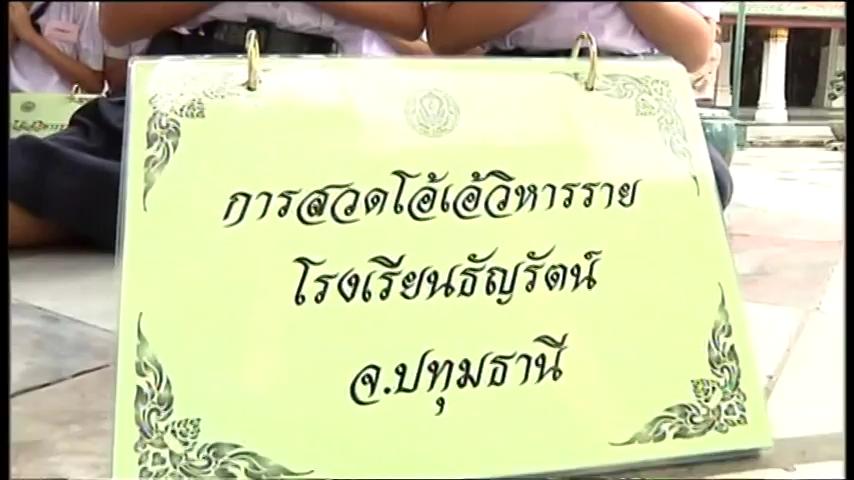 การสวดโอ้เอ้วิหารราย
โรงเรียนธัญรัตน์
จ.ปทุมธานี